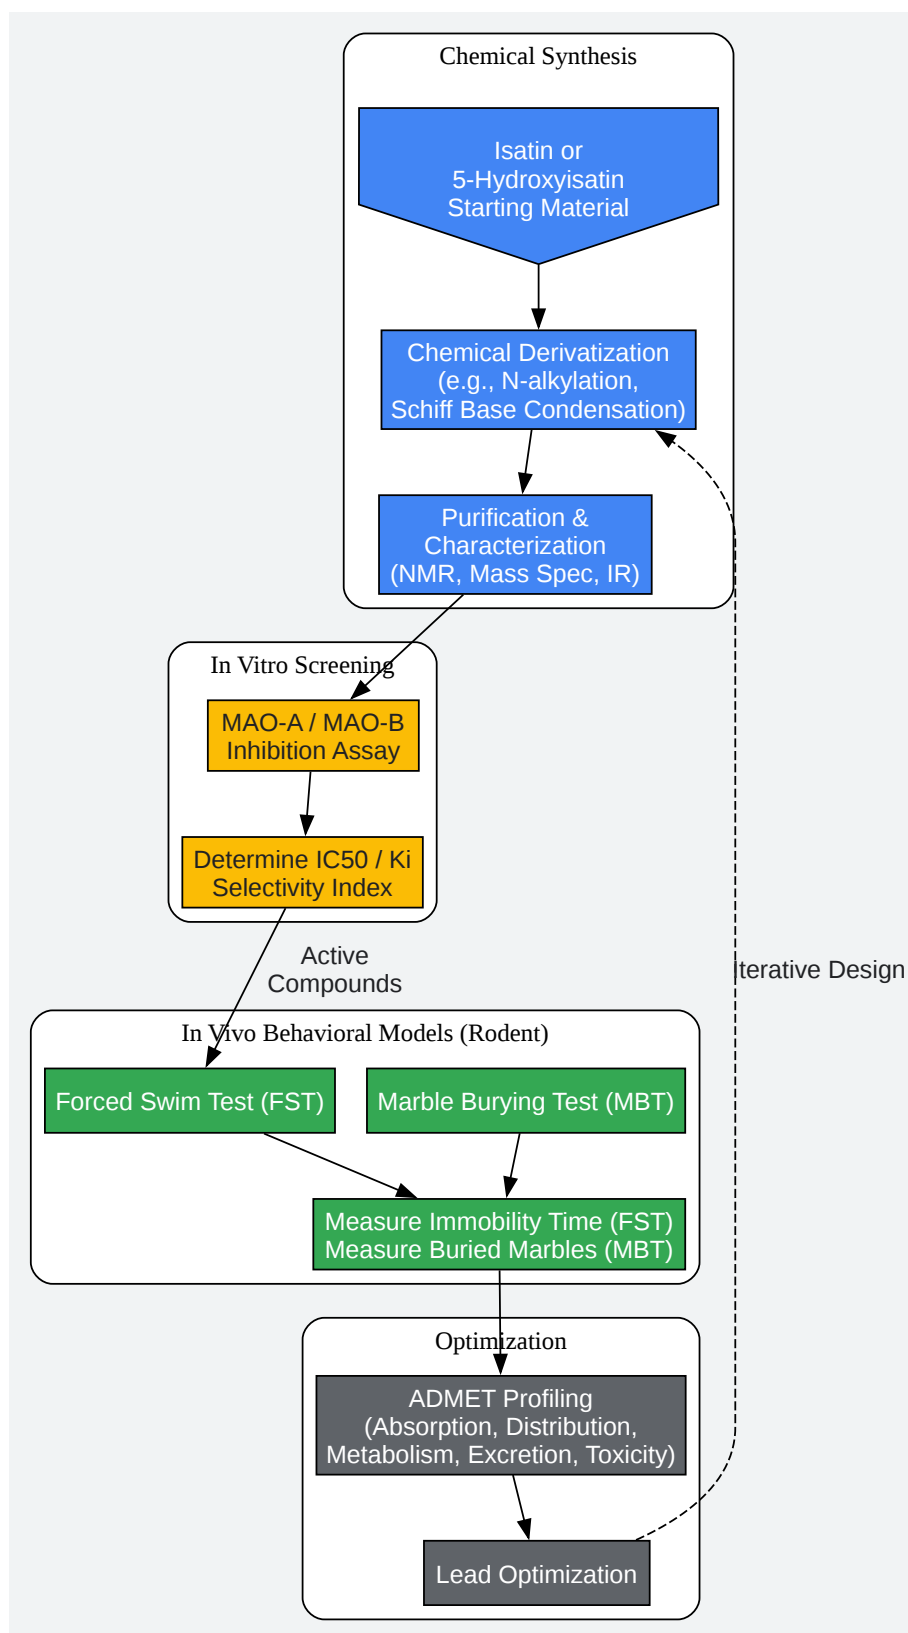 Chemical Synthesis
Isatin or
5-Hydroxyisatin
Starting Material
Chemical Derivatization
(e.g., N-alkylation,
Schiff Base Condensation)
Purification &
Characterization
(NMR, Mass Spec, IR)
In Vitro Screening
MAO-A / MAO-B
Inhibition Assay
Determine IC50 / Ki
Selectivity Index
Active
Compounds
Iterative Design
In Vivo Behavioral Models (Rodent)
Forced Swim Test (FST)
Marble Burying Test (MBT)
Measure Immobility Time (FST)
Measure Buried Marbles (MBT)
Optimization
ADMET Profiling
(Absorption, Distribution,
Metabolism, Excretion, Toxicity)
Lead Optimization